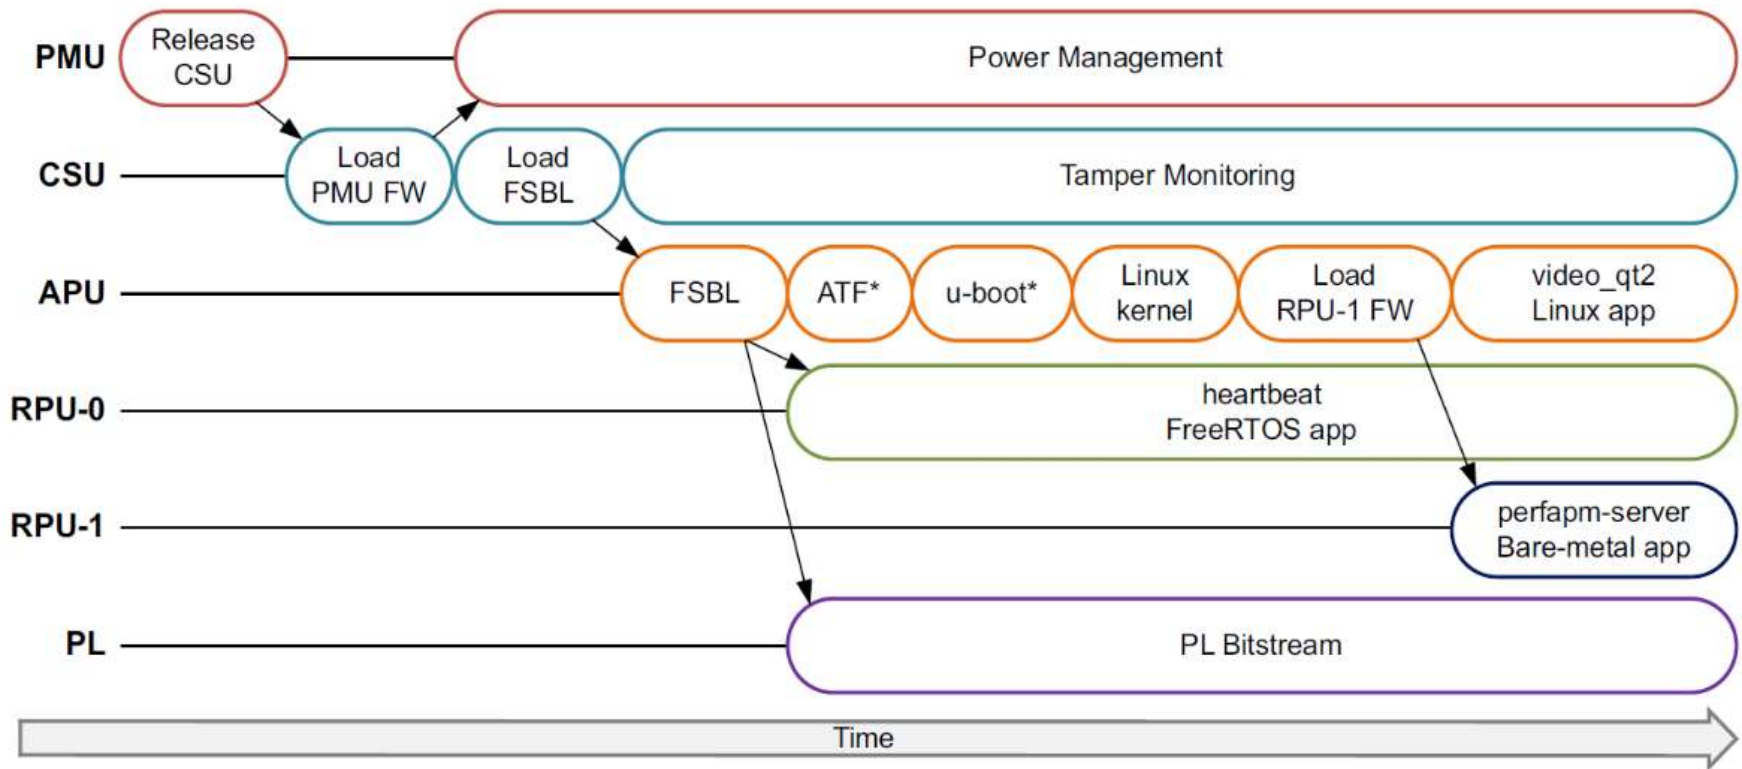 PMU
Release
CSU
Power Management
CSU
Load
PMU FW
Load
FSBL
Tamper Monitoring
APU
FSBL
ATF*
u-boot*
Linux
kernel
Load
RPU-1 FW
video_qt2
Linux app
RPU-0
heartbeat
FreeRTOS app
RPU-1
perfapm-server
Bare-metal app
PL
PL Bitstream
Time